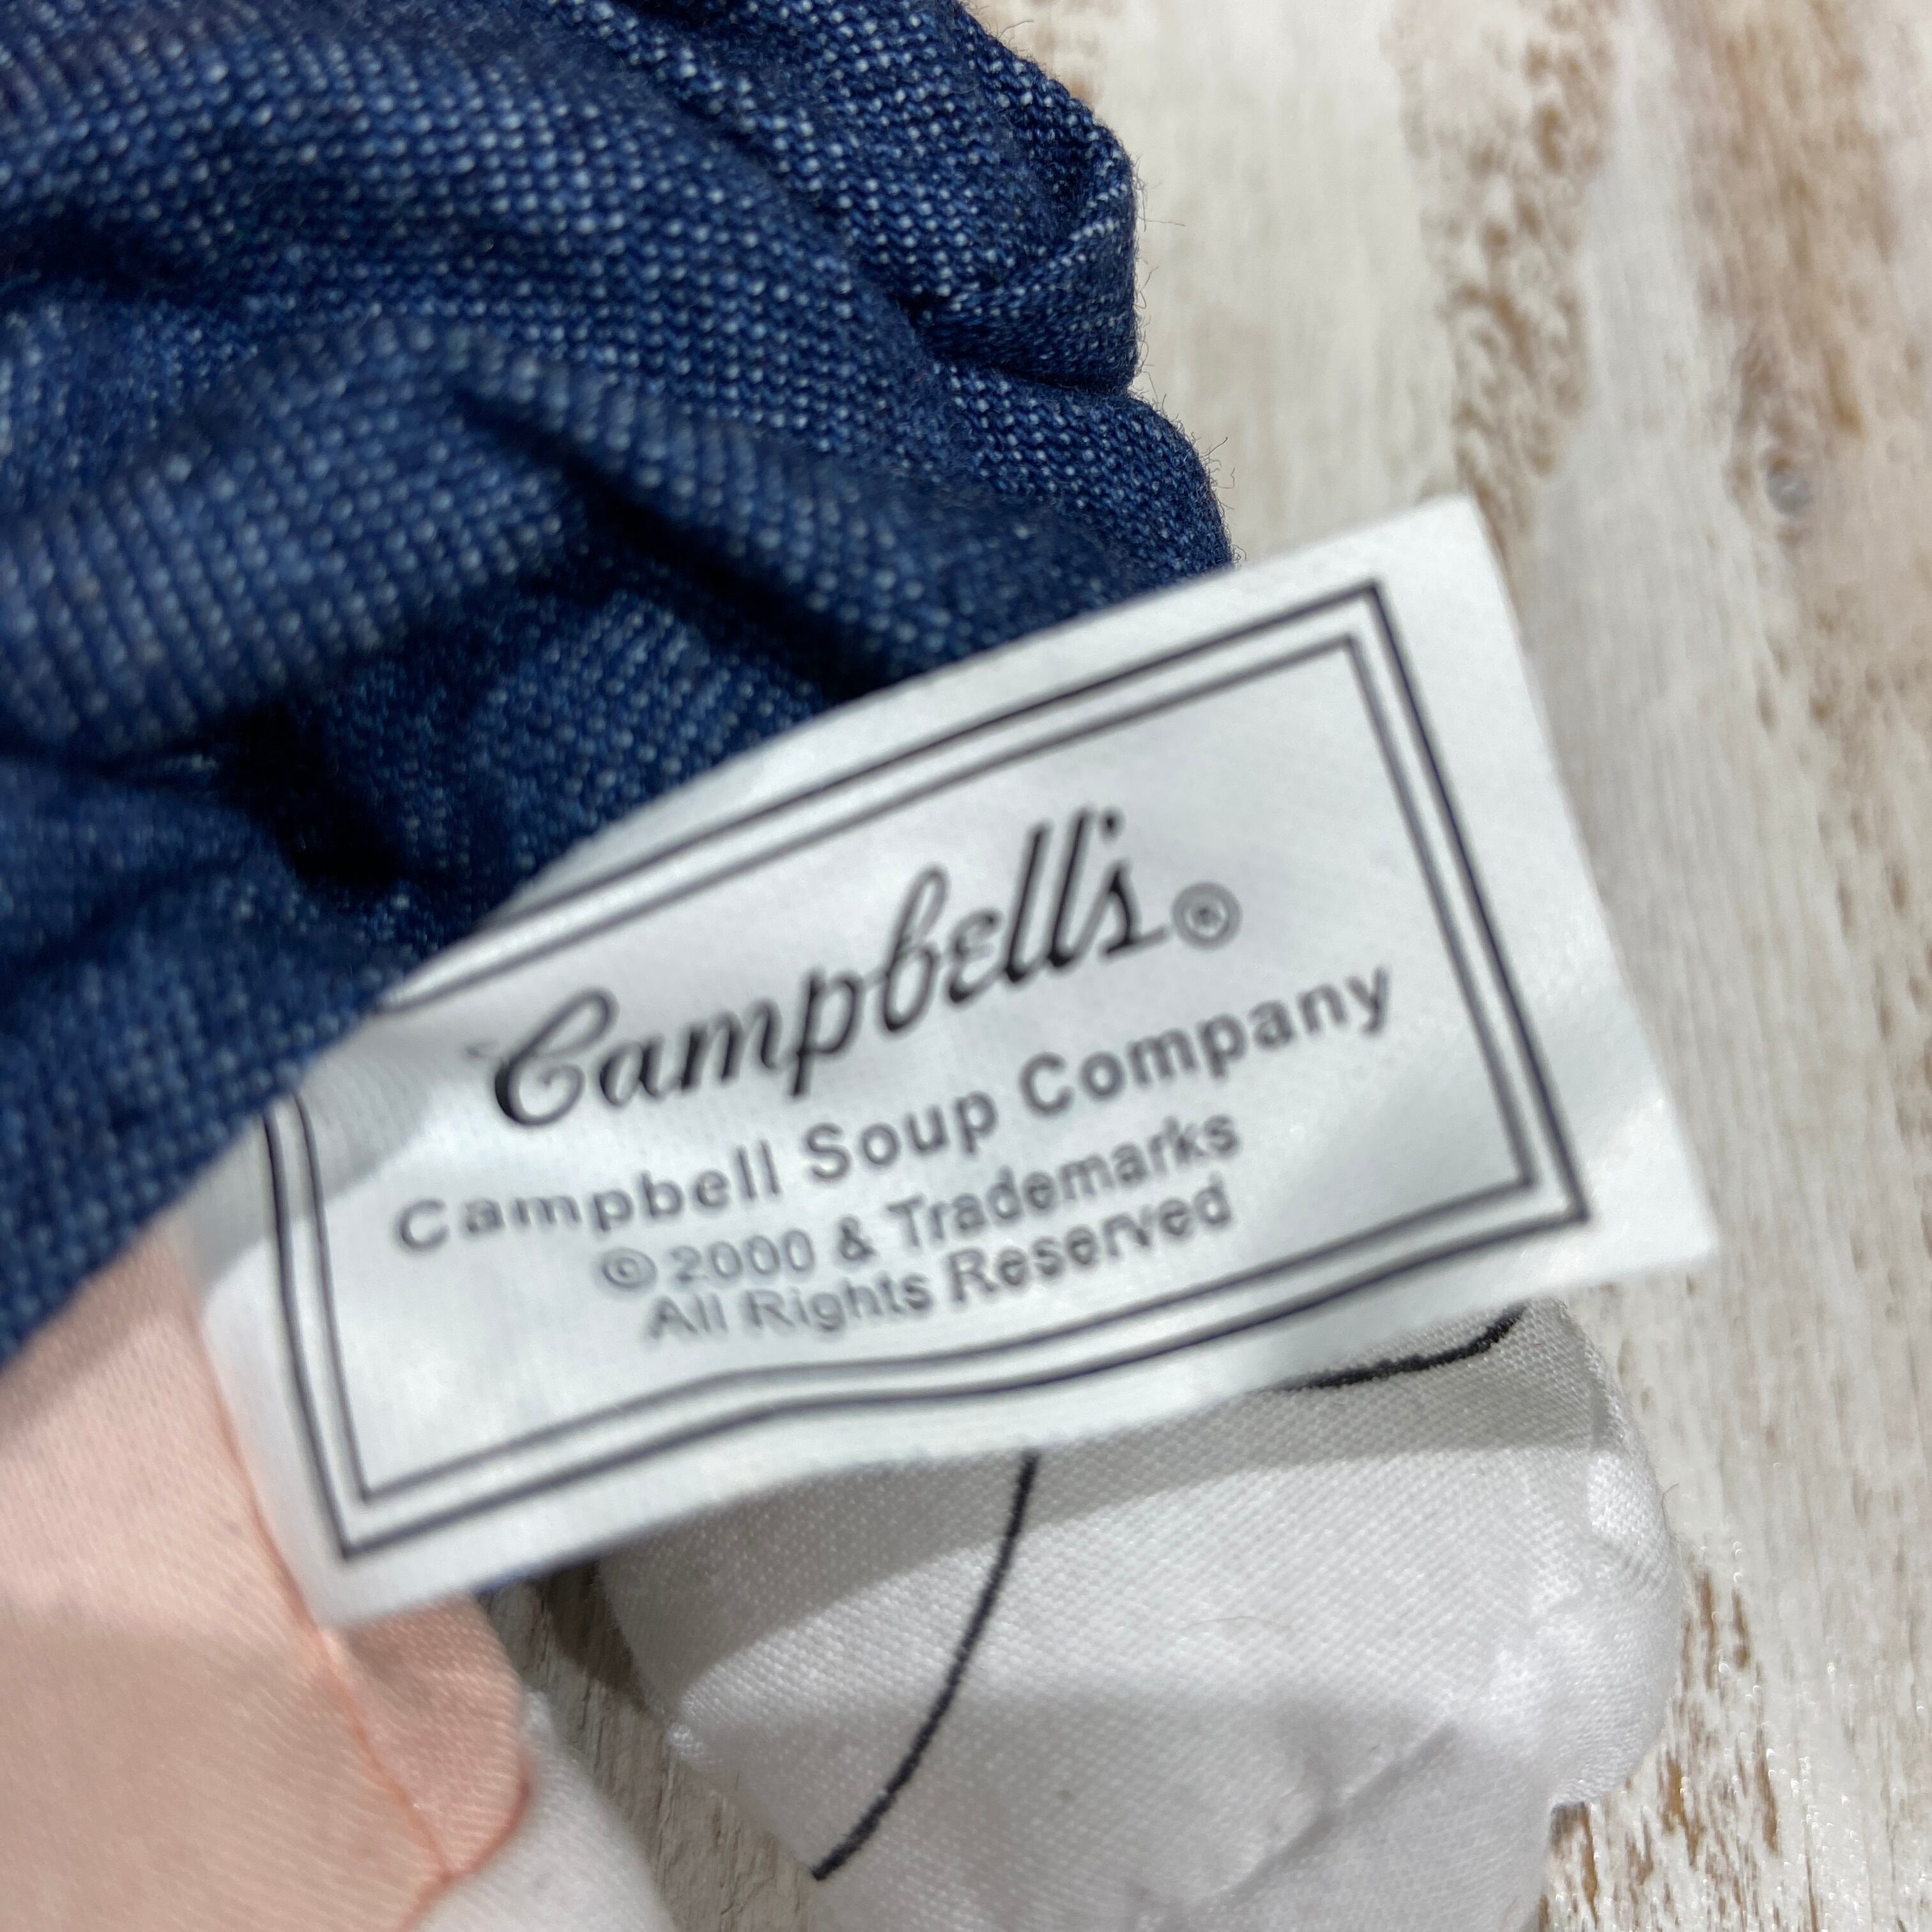 Campbell's®
Campbell Soup Company
©2000 & Trademarks
All Rights Reserved